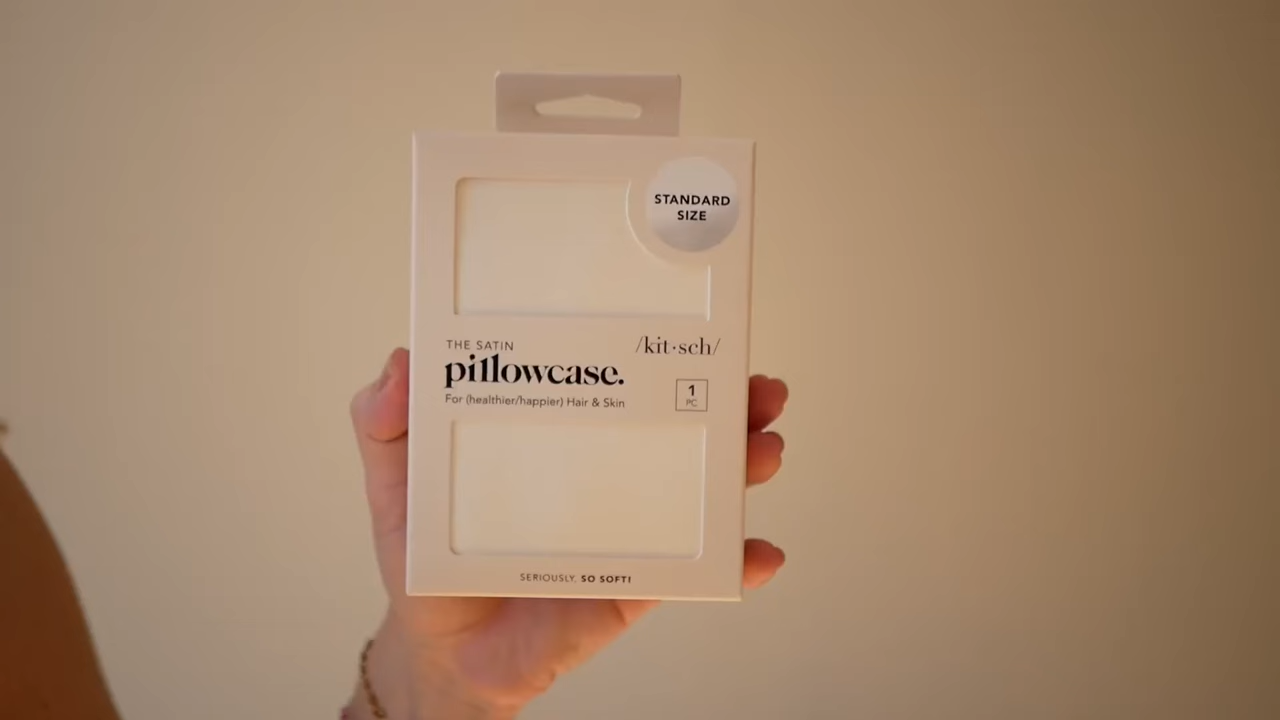 STANDARD
SIZE
THE SATIN
/kit·sch/
pillowcase.
For (healthier/happier) Hair & Skin
1
PC
SERIOUSLY, SO SOFT!